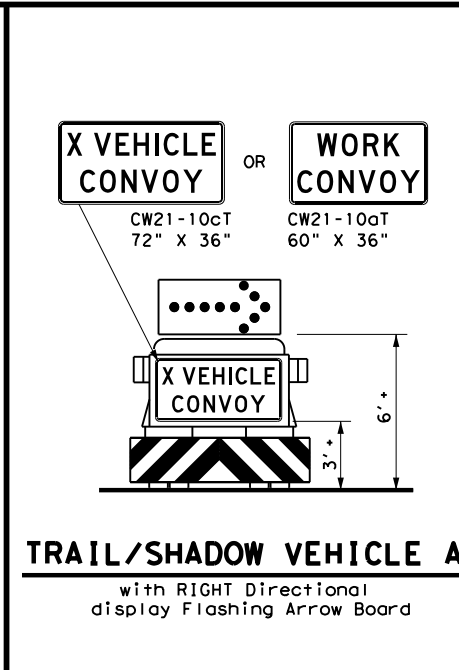 X VEHICLE
CONVOY
OR
WORK
CONVOY
CW21-10cT
72" X 36"
CW21-10aT
60" X 36"
X VEHICLE
CONVOY
6'+
3'+
TRAIL/SHADOW VEHICLE A
with RIGHT Directional
display Flashing Arrow Board